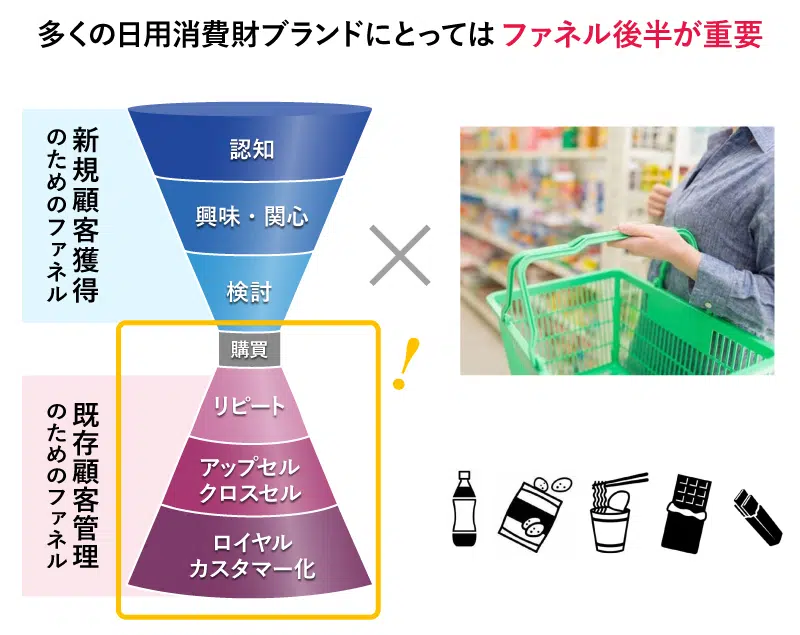 多くの日用消費財ブランドにとっては ファネル後半が重要
新規顧客獲得
のためのファネル
認知
興味・関心
検討
購買
リピート
アップセル
クロスセル
ロイヤル
カスタマー化
既存顧客管理
のためのファネル
!